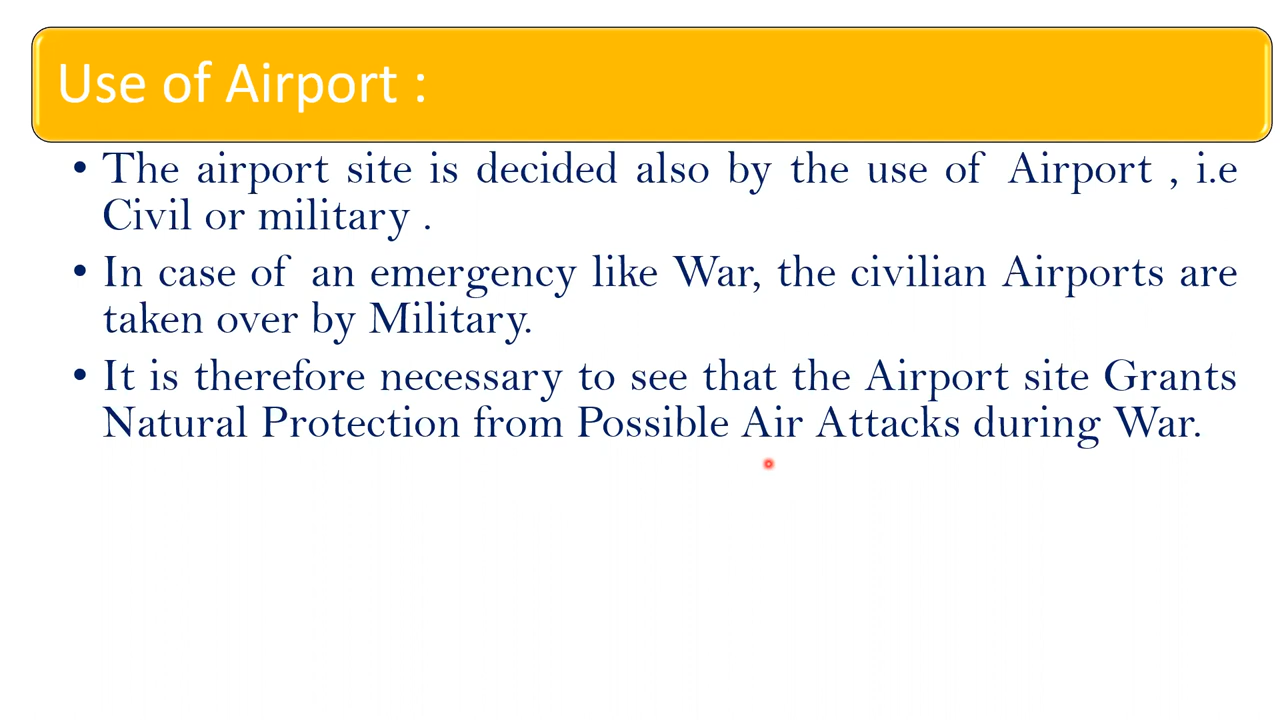 Use of Airport :
• The airport site is decided also by the use of Airport , i.e
Civil or military .
• In case of an emergency like War, the civilian Airports are
taken over by Military.
• It is therefore necessary to see that the Airport site Grants
Natural Protection from Possible Air Attacks during War.